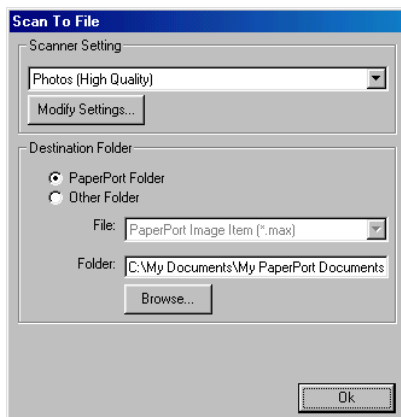 Scan To File
Scanner Setting
Photos (High Quality)
Modify Settings...
Destination Folder
PaperPort Folder
Other Folder
File: PaperPort Image Item (*.max)
Folder: C:\My Documents\My PaperPort Documents
Browse...
Ok